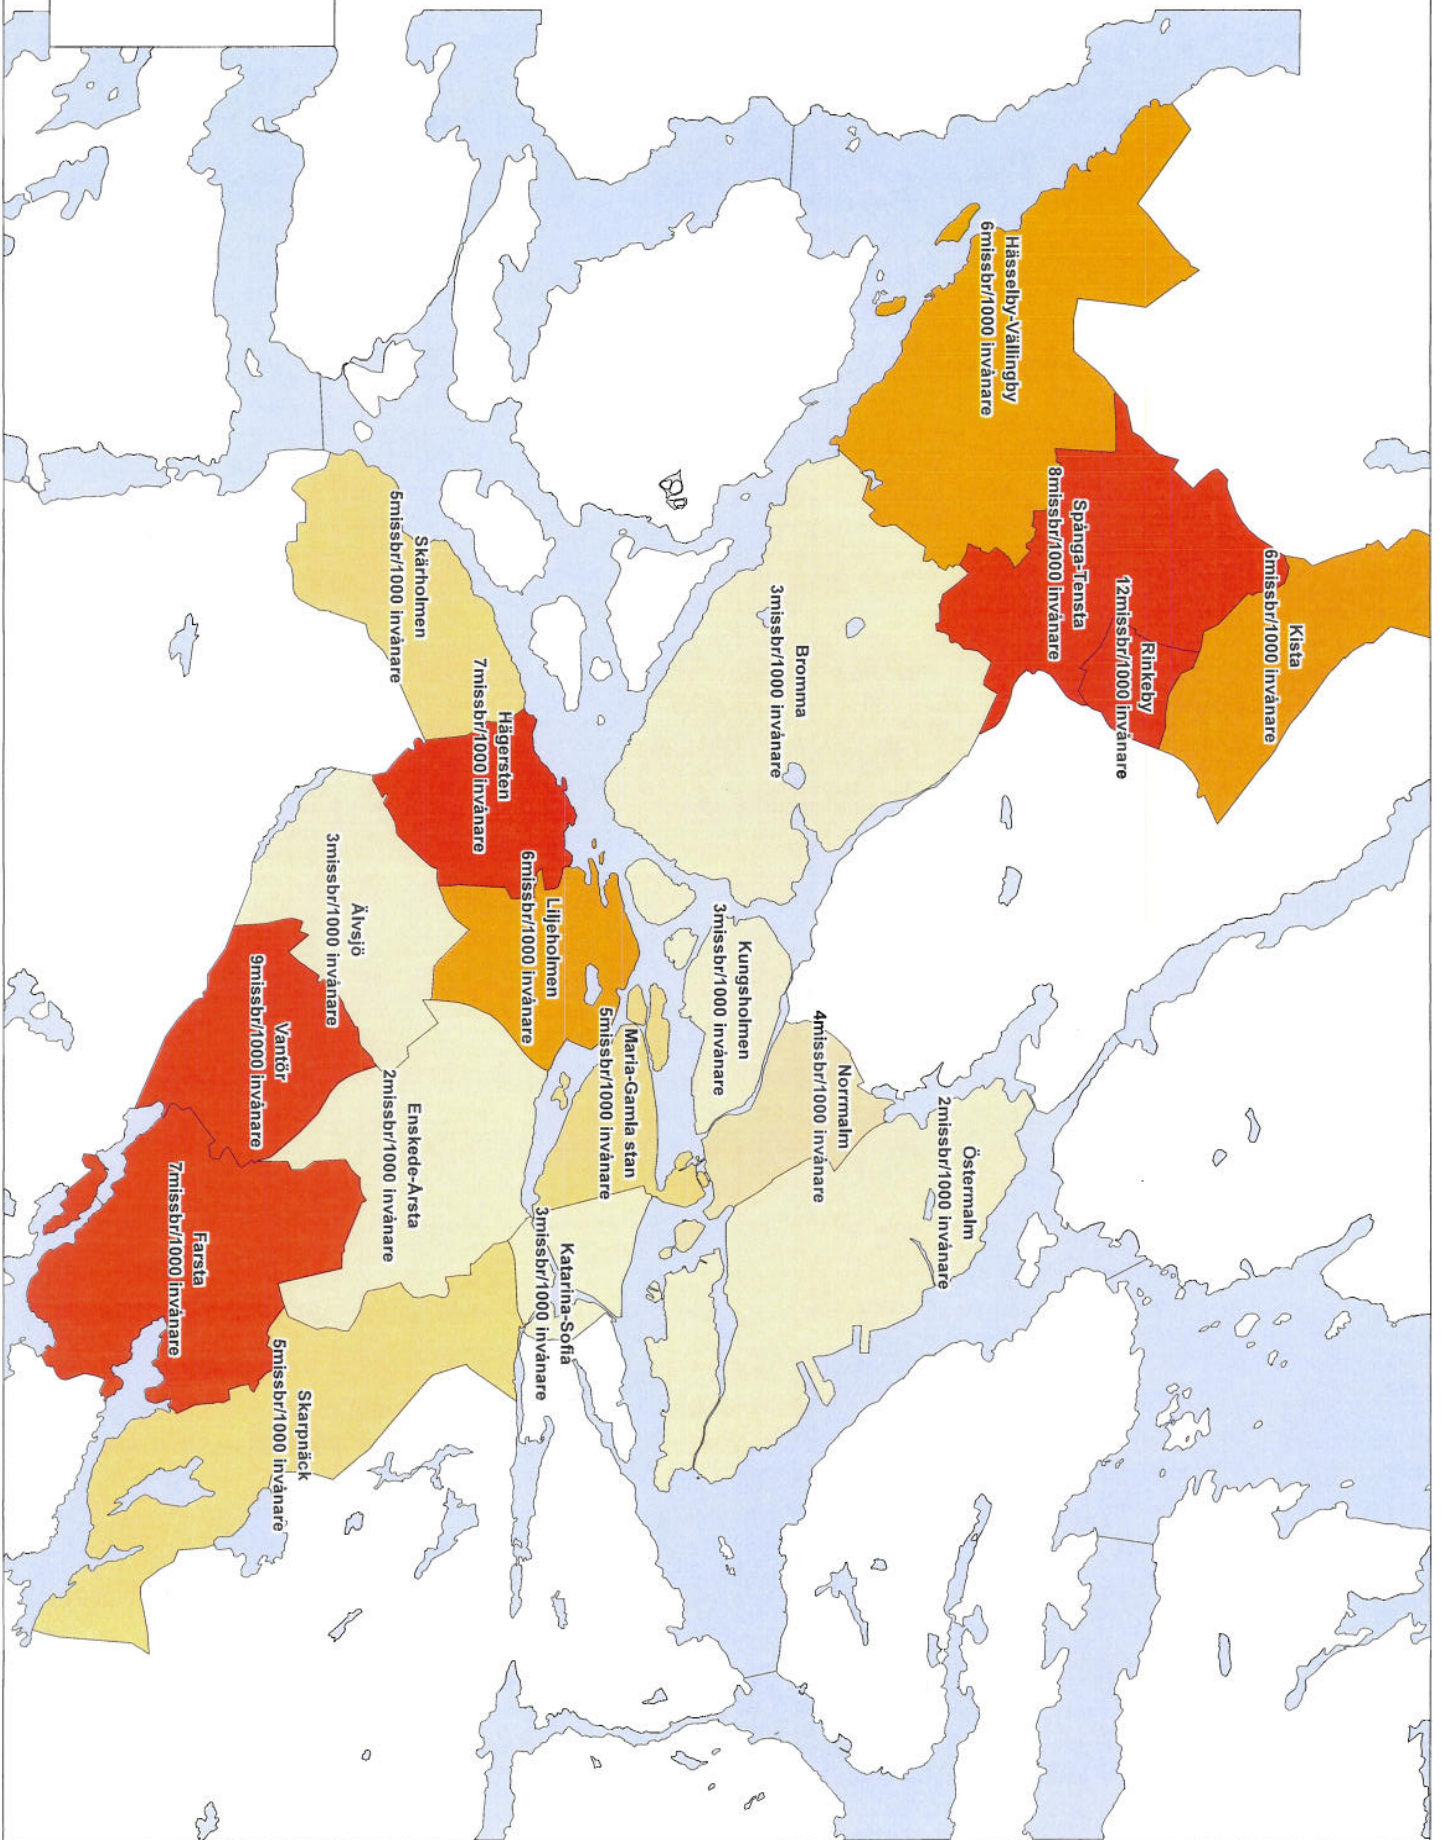 Kista
6missbr/1000 invånare
Rinkeby
12missbr/1000 invånare
Spånga-Tensta
8missbr/1000 invånare
Hässelby-Vällingby
6missbr/1000 invånare
Östermalm
2missbr/1000 invånare
Norrmalm
4missbr/1000 invånare
Bromma
3missbr/1000 invånare
Kungsholmen
3missbr/1000 invånare
Maria-Gamla stan
5missbr/1000 invånare
Katarina-Sofia
3missbr/1000 invånare
Liljeholmen
6missbr/1000 invånare
Hägersten
7missbr/1000 invånare
Skärholmen
5missbr/1000 invånare
Enskede-Årsta
2missbr/1000 invånare
Älvsjö
3missbr/1000 invånare
Skarpnäck
5missbr/1000 invånare
Vantör
9missbr/1000 invånare
Farsta
7missbr/1000 invånare